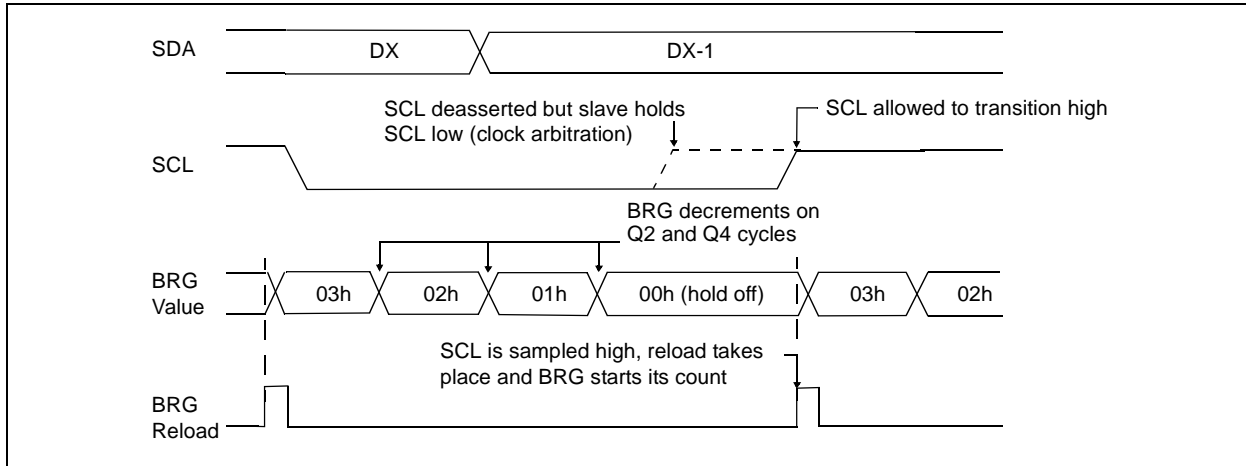 SDA
DX
DX-1
SCL deasserted but slave holds
SCL low (clock arbitration)
SCL allowed to transition high
SCL
BRG decrements on
Q2 and Q4 cycles
BRG
Value
03h
02h
01h
00h (hold off)
03h
02h
SCL is sampled high, reload takes
place and BRG starts its count
BRG
Reload